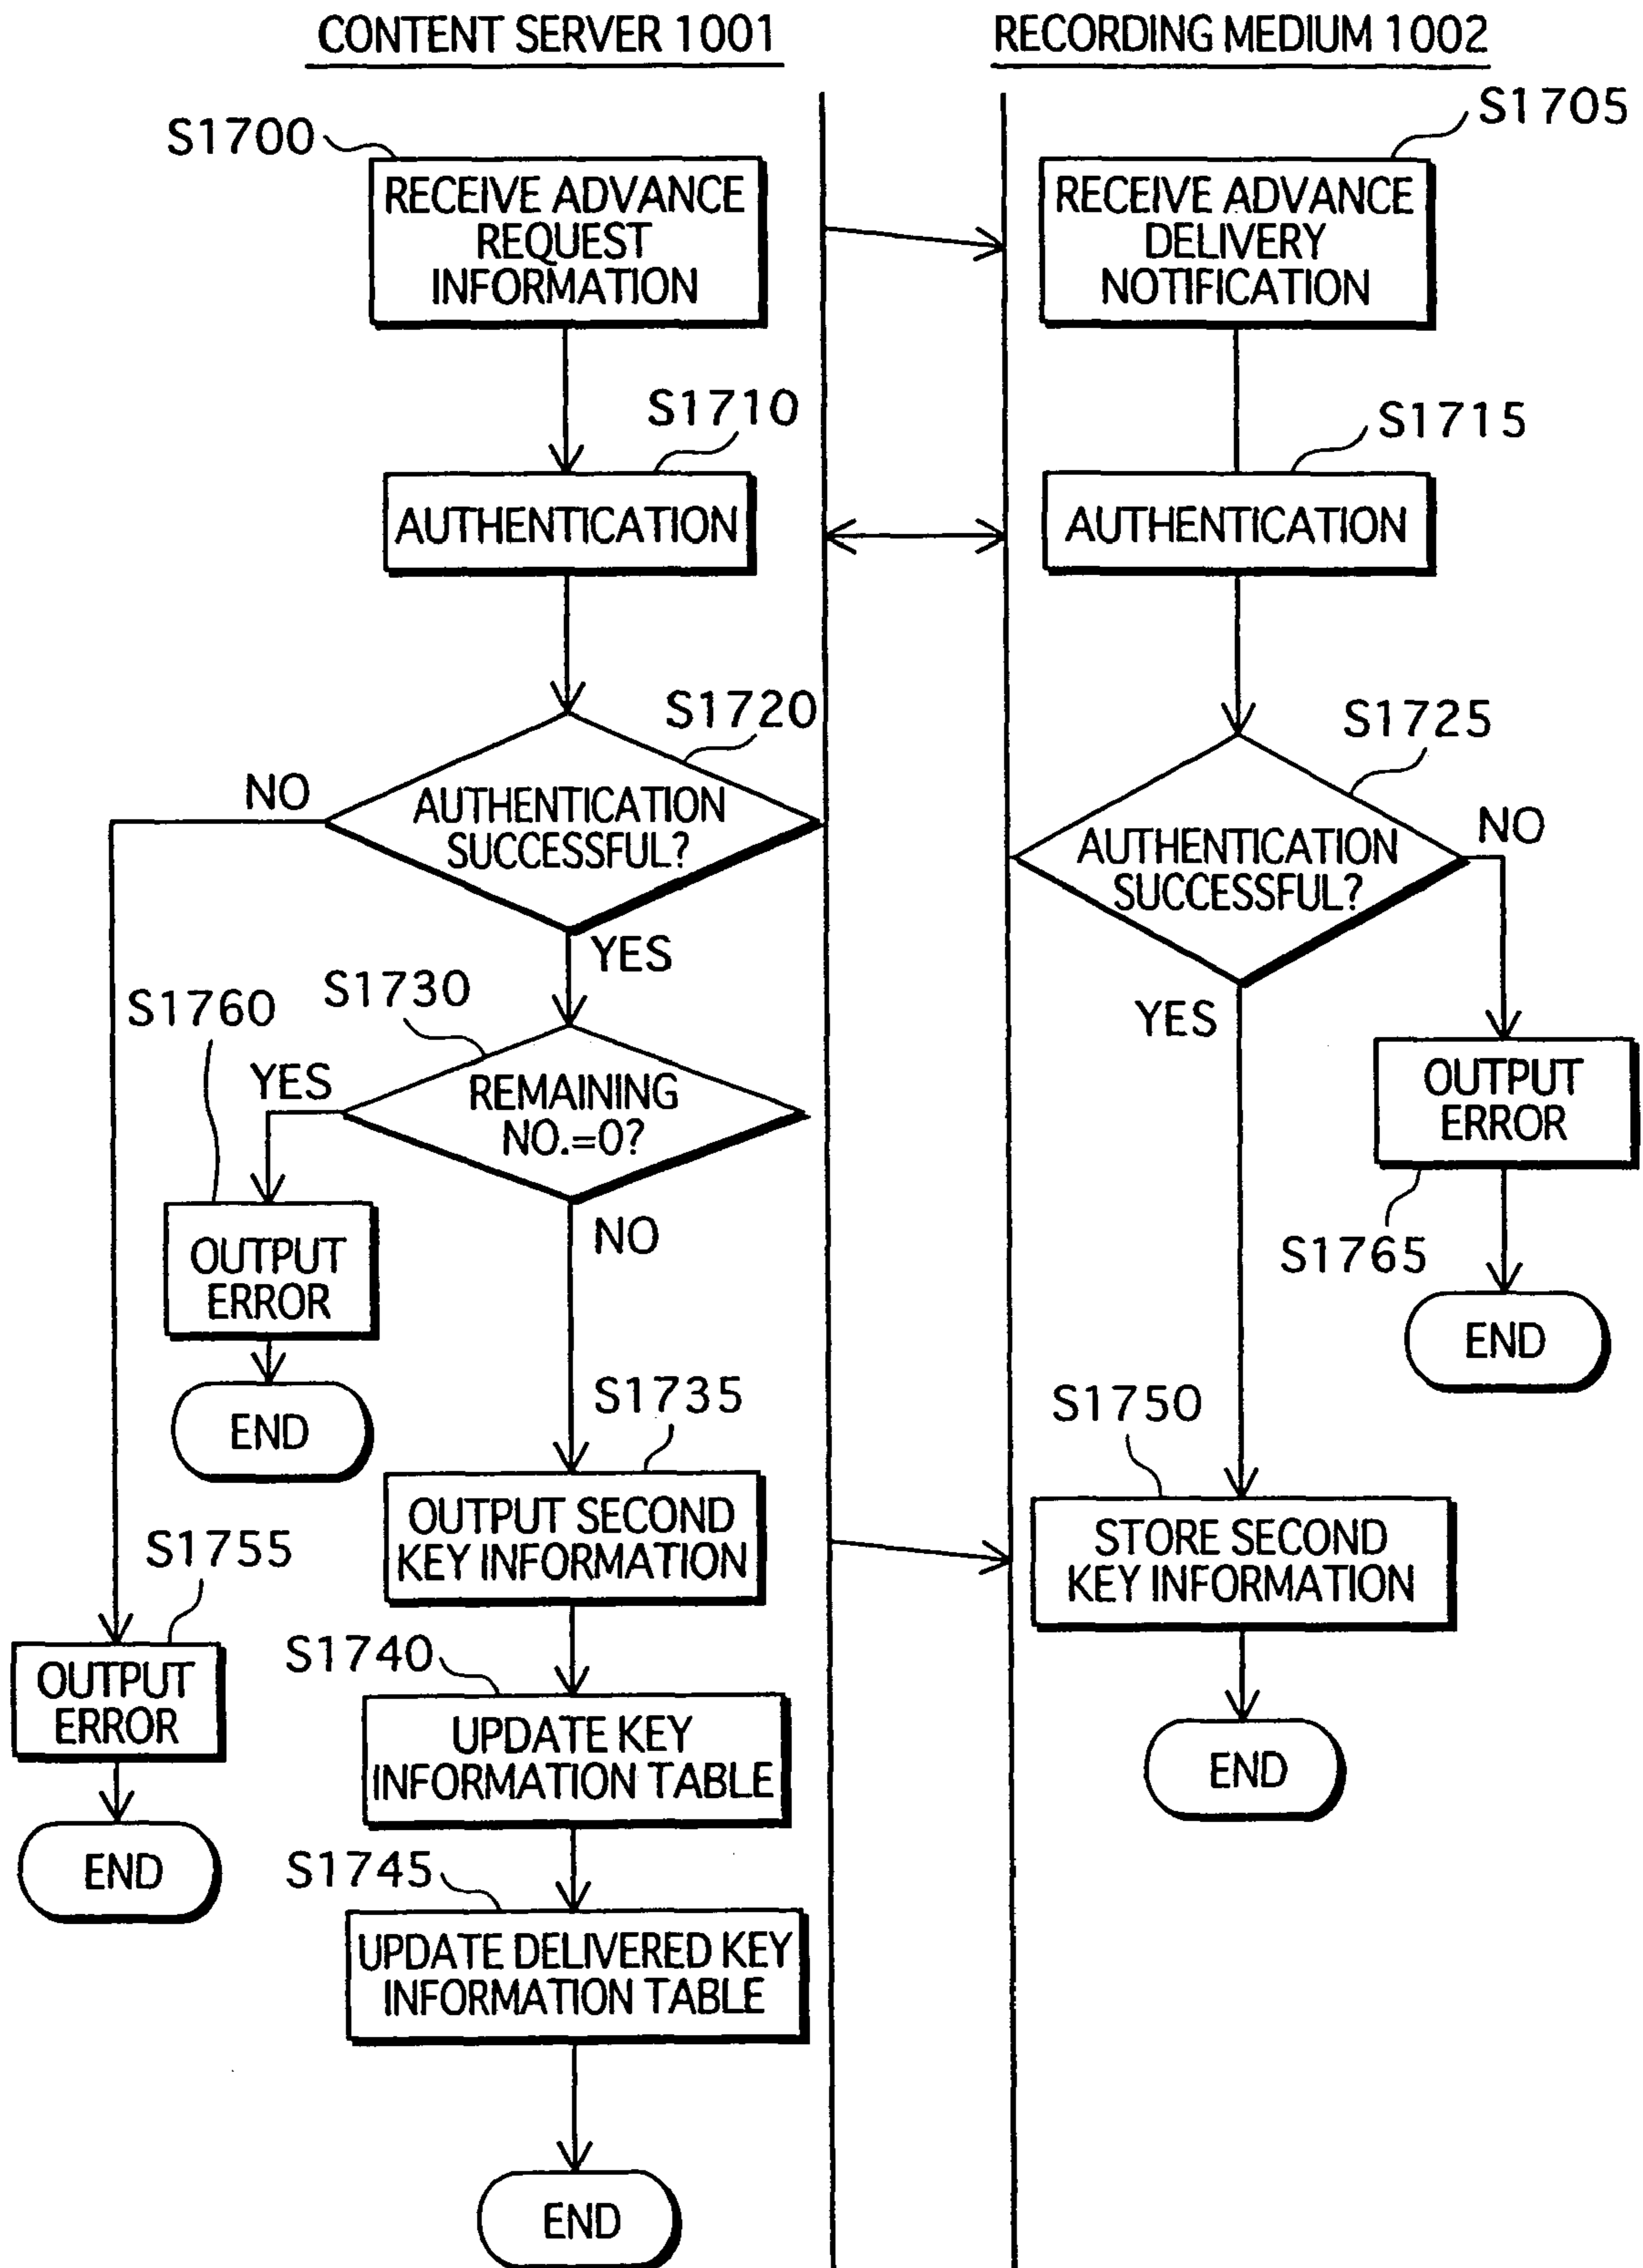 CONTENT SERVER 1001
RECORDING MEDIUM 1002
S1700
RECEIVE ADVANCE
REQUEST
INFORMATION
S1705
RECEIVE ADVANCE
DELIVERY
NOTIFICATION
S1710
AUTHENTICATION
S1715
AUTHENTICATION
S1720
AUTHENTICATION
SUCCESSFUL?
NO
YES
S1725
AUTHENTICATION
SUCCESSFUL?
NO
YES
S1730
REMAINING
NO.=0?
YES
NO
S1760
OUTPUT
ERROR
END
OUTPUT
ERROR
S1765
END
S1735
OUTPUT SECOND
KEY INFORMATION
S1750
STORE SECOND
KEY INFORMATION
END
S1755
OUTPUT
ERROR
END
S1740
UPDATE KEY
INFORMATION TABLE
S1745
UPDATE DELIVERED KEY
INFORMATION TABLE
END